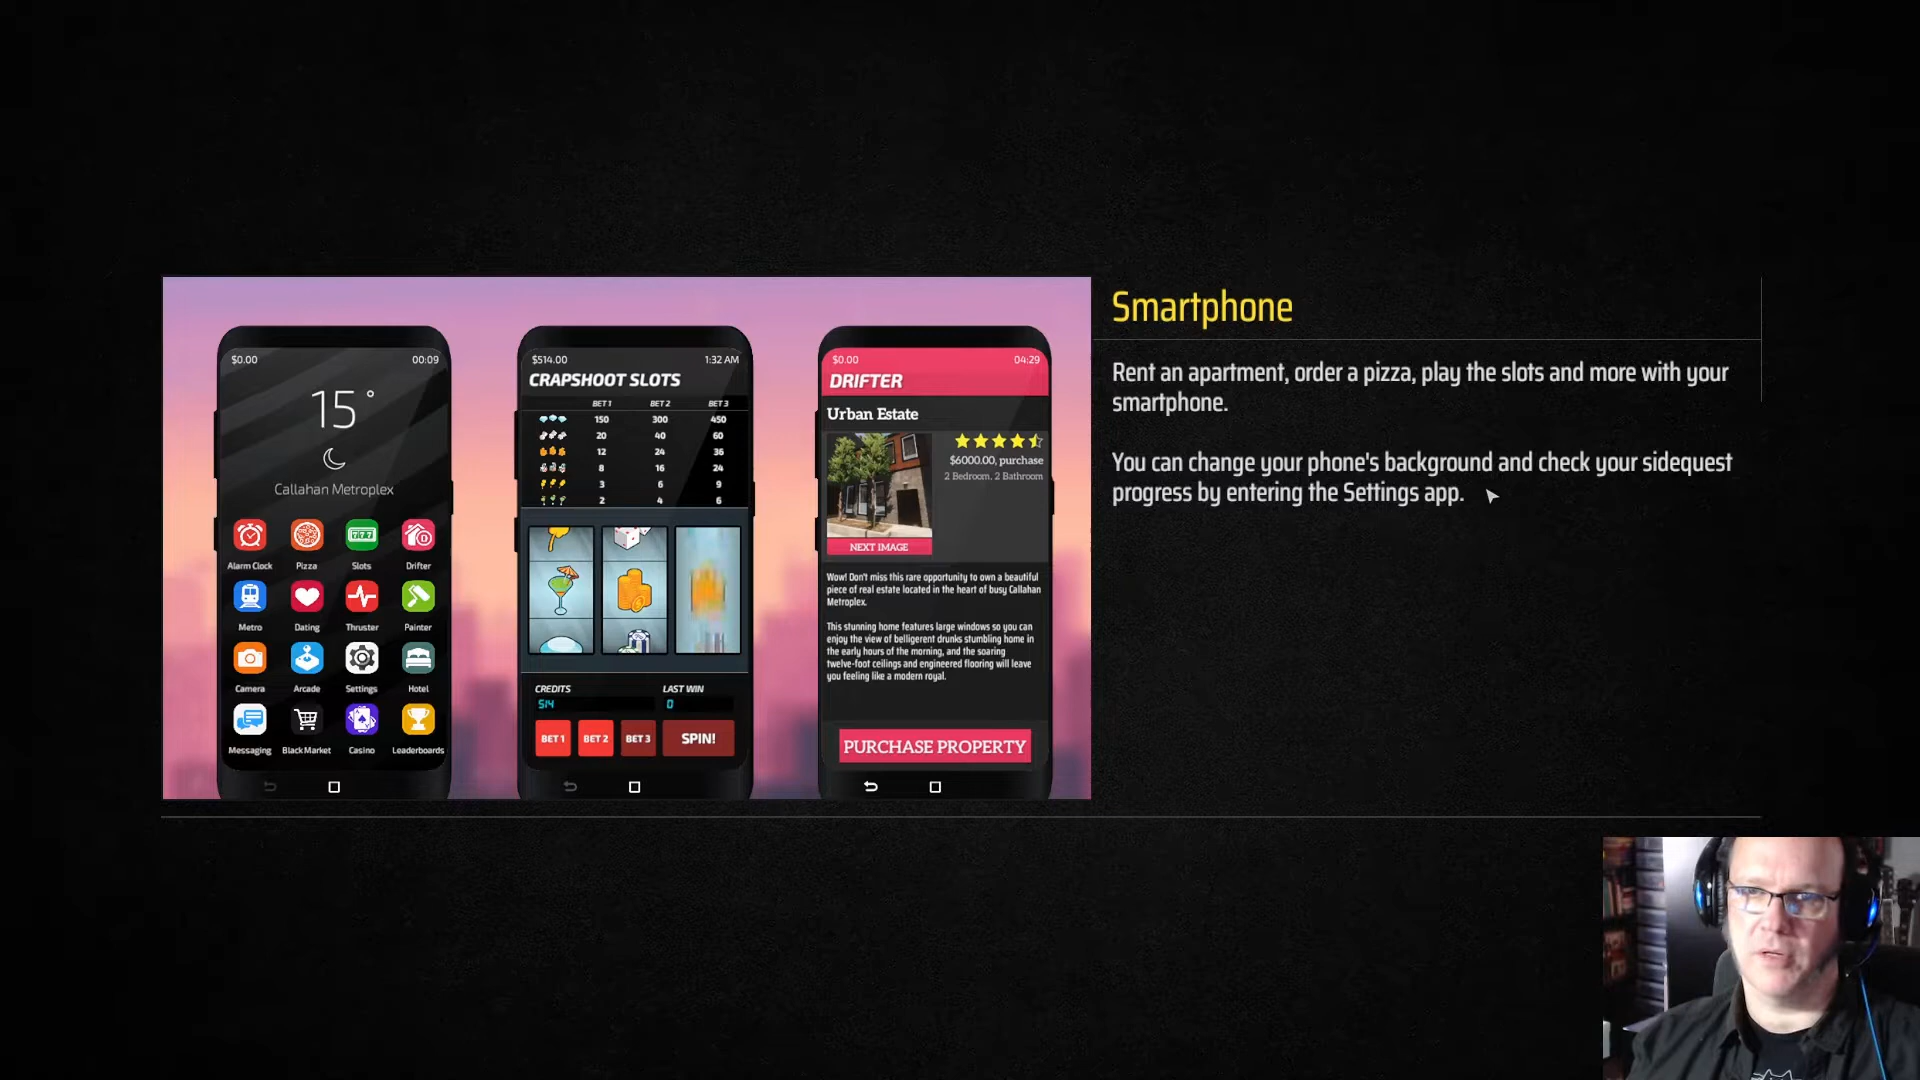 Smartphone
Rent an apartment, order a pizza, play the slots and more with your
smartphone.
You can change your phone's background and check your sidequest
progress by entering the Settings app.
$0.00 00:09
15°
Callahan Metroplex
Alarm Clock Pizza Slots Drifter
Metro Dating Thruster Painter
Camera Arcade Settings Hotel
Messaging Black Market Casino Leaderboards
$514.00 1:32 AM
CRAPSHOOT SLOTS
BET 1 BET 2 BET 3
150 300 450
20 40 60
12 24 36
8 16 24
3 6 9
2 4 6
CREDITS LAST WIN
514 0
BET 1 BET 2 BET 3 SPIN!
$0.00 04:29
DRIFTER
Urban Estate
$6000.00, purchase
2 Bedroom, 2 Bathroom
NEXT IMAGE
Wow! Don't miss this rare opportunity to own a beautiful
piece of real estate located in the heart of busy Callahan
Metroplex.
This stunning home features large windows so you can
enjoy the view of belligerent drunks stumbling home in
the early hours of the morning, and the soaring
twelve-foot ceilings and engineered flooring will leave
you feeling like a modern royal.
PURCHASE PROPERTY